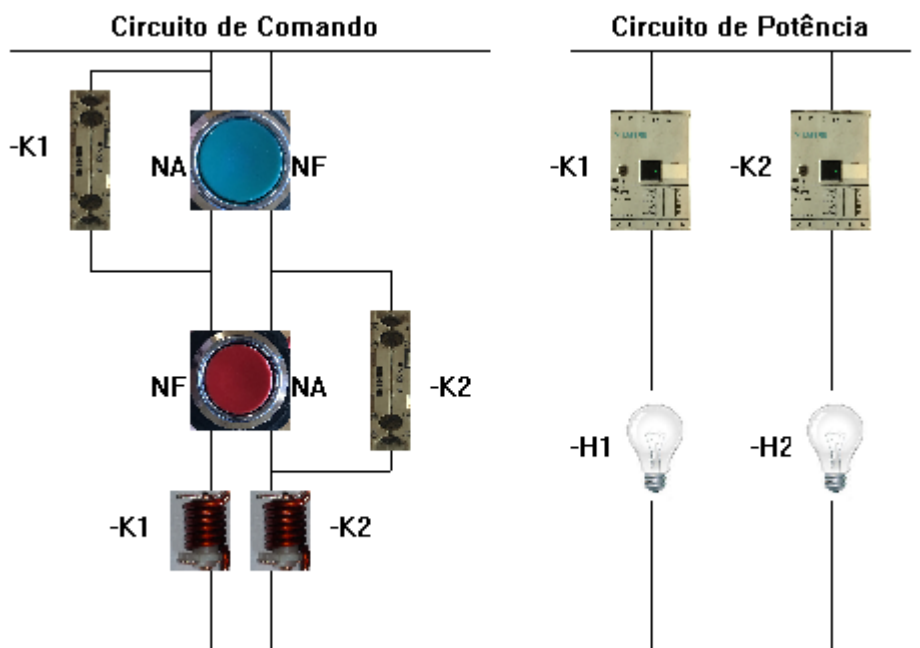 Circuito de Comando
Circuito de Potência
-K1
NA
NF
-K1
-K2
NF
NA
-K2
-H1
-H2
-K1
-K2